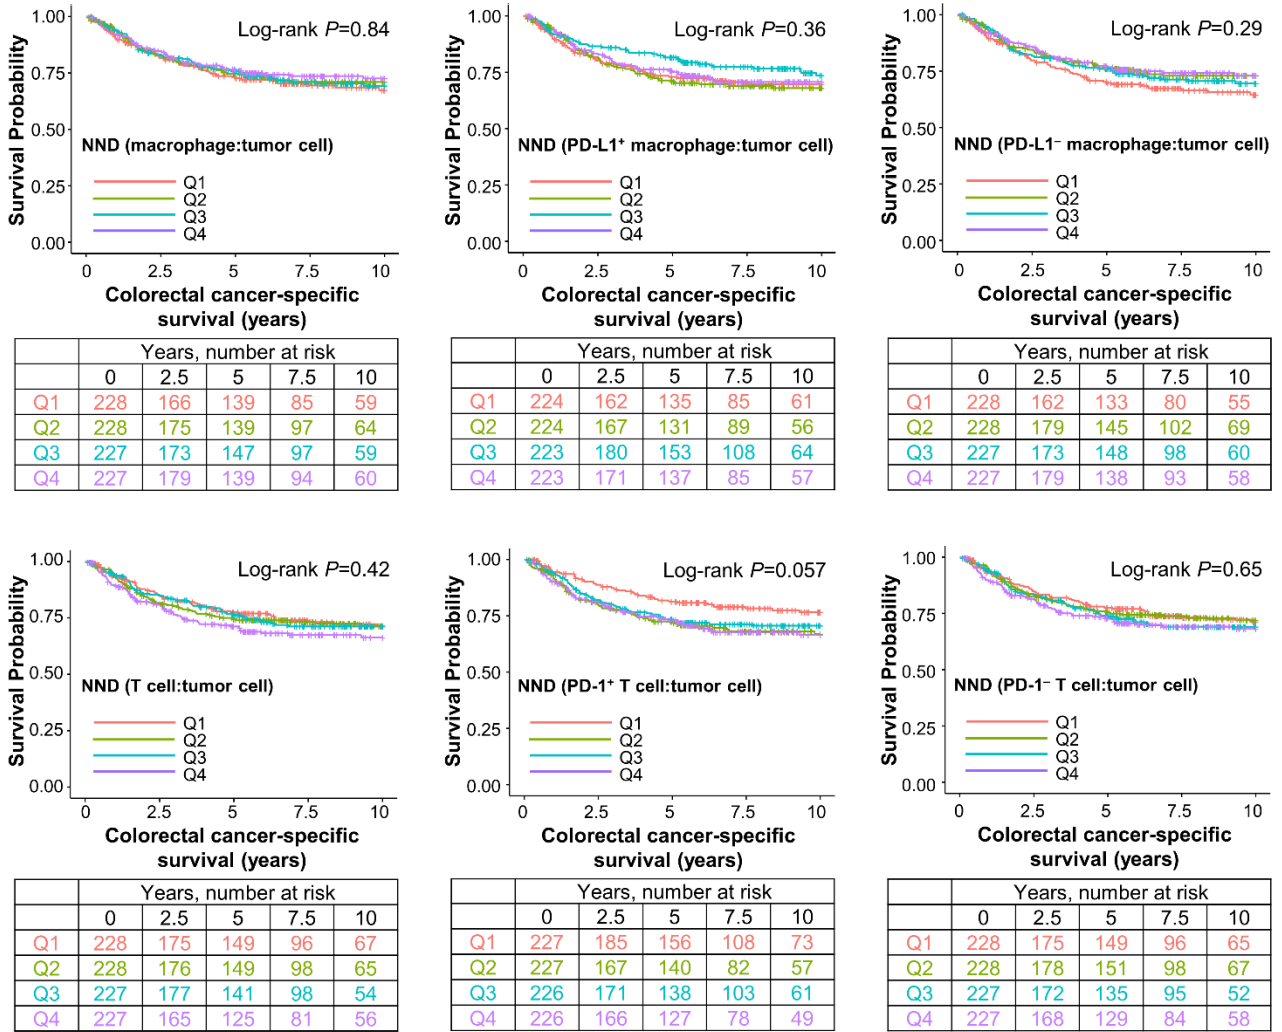 Log-rank P=0.84
Survival Probability
1.00
0.75
0.50
0.25
0.00
NND (macrophage:tumor cell)
Q1
Q2
Q3
Q4
0 2.5 5 7.5 10
Colorectal cancer-specific
survival (years)
Years, number at risk
0 2.5 5 7.5 10
Q1 228 166 139 85 59
Q2 228 175 139 97 64
Q3 227 173 147 97 59
Q4 227 179 139 94 60
Log-rank P=0.36
Survival Probability
1.00
0.75
0.50
0.25
0.00
NND (PD-L1⁺ macrophage:tumor cell)
Q1
Q2
Q3
Q4
0 2.5 5 7.5 10
Colorectal cancer-specific
survival (years)
Years, number at risk
0 2.5 5 7.5 10
Q1 224 162 135 85 61
Q2 224 167 131 89 56
Q3 223 180 153 108 64
Q4 223 171 137 85 57
Log-rank P=0.29
Survival Probability
1.00
0.75
0.50
0.25
0.00
NND (PD-L1⁻ macrophage:tumor cell)
Q1
Q2
Q3
Q4
0 2.5 5 7.5 10
Colorectal cancer-specific
survival (years)
Years, number at risk
0 2.5 5 7.5 10
Q1 228 162 133 80 55
Q2 228 179 145 102 69
Q3 227 173 148 98 60
Q4 227 179 138 93 58
Log-rank P=0.42
Survival Probability
1.00
0.75
0.50
0.25
0.00
NND (T cell:tumor cell)
Q1
Q2
Q3
Q4
0 2.5 5 7.5 10
Colorectal cancer-specific
survival (years)
Years, number at risk
0 2.5 5 7.5 10
Q1 228 175 149 96 67
Q2 228 176 149 98 65
Q3 227 177 141 98 54
Q4 227 165 125 81 56
Log-rank P=0.057
Survival Probability
1.00
0.75
0.50
0.25
0.00
NND (PD-1⁺ T cell:tumor cell)
Q1
Q2
Q3
Q4
0 2.5 5 7.5 10
Colorectal cancer-specific
survival (years)
Years, number at risk
0 2.5 5 7.5 10
Q1 227 185 156 108 73
Q2 227 167 140 82 57
Q3 226 171 138 103 61
Q4 226 166 127 78 49
Log-rank P=0.65
Survival Probability
1.00
0.75
0.50
0.25
0.00
NND (PD-1⁻ T cell:tumor cell)
Q1
Q2
Q3
Q4
0 2.5 5 7.5 10
Colorectal cancer-specific
survival (years)
Years, number at risk
0 2.5 5 7.5 10
Q1 228 175 149 96 65
Q2 228 178 151 98 67
Q3 227 172 135 95 52
Q4 227 168 129 84 58